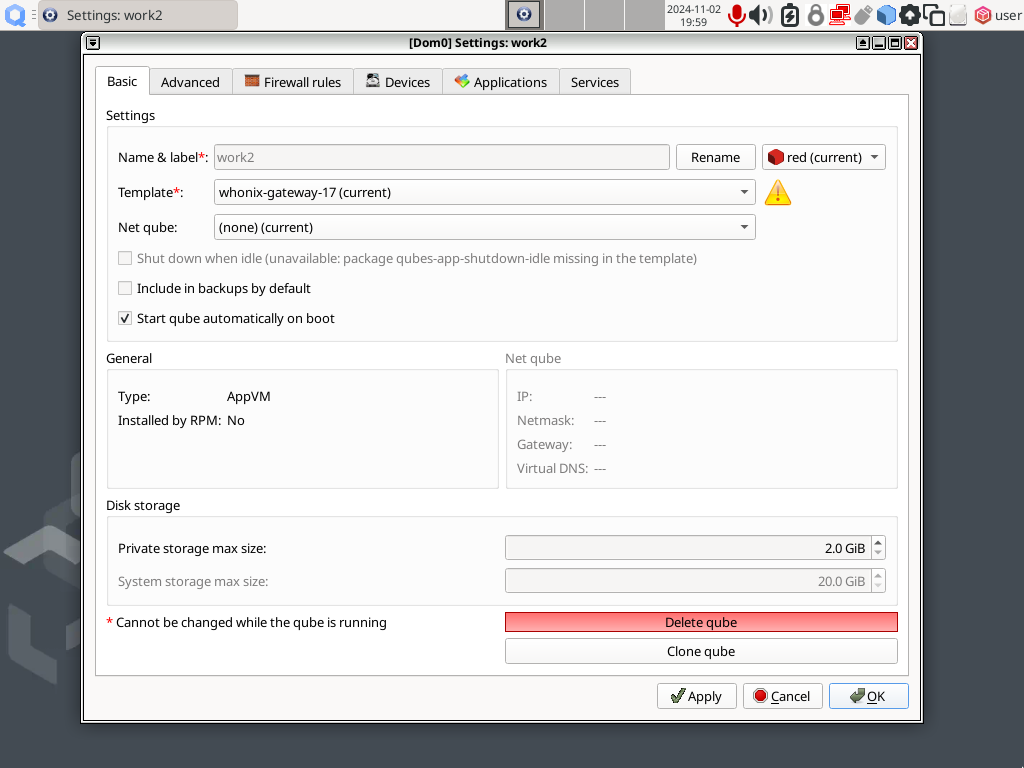 Settings: work2
2024-11-02
19:59
user
[Dom0] Settings: work2
Basic
Advanced
Firewall rules
Devices
Applications
Services
Settings
Name & label*:
work2
Rename
red (current)
Template*:
whonix-gateway-17 (current)
Net qube:
(none) (current)
Shut down when idle (unavailable: package qubes-app-shutdown-idle missing in the template)
Include in backups by default
Start qube automatically on boot
General
Type: AppVM
Installed by RPM: No
Net qube
IP: ---
Netmask: ---
Gateway: ---
Virtual DNS: ---
Disk storage
Private storage max size:
2.0 GiB
System storage max size:
20.0 GiB
* Cannot be changed while the qube is running
Delete qube
Clone qube
Apply
Cancel
OK